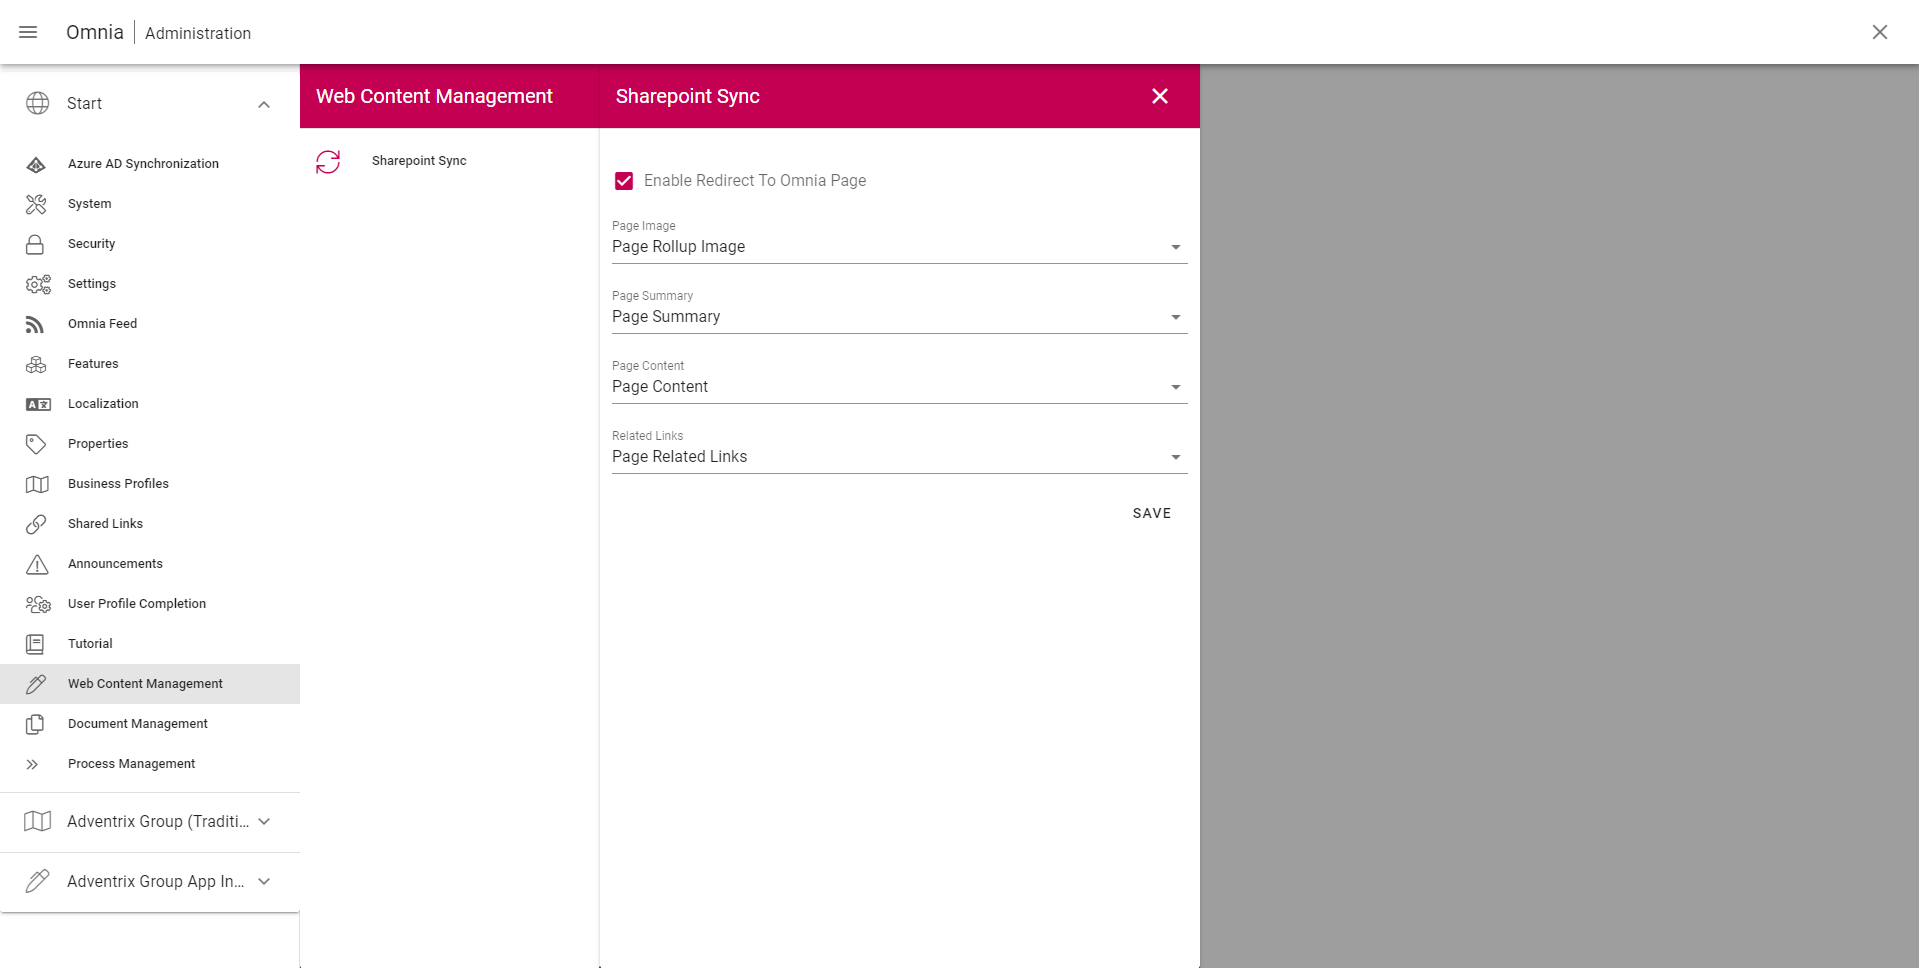 Omnia | Administration
Start
Azure AD Synchronization
System
Security
Settings
Omnia Feed
Features
Localization
Properties
Business Profiles
Shared Links
Announcements
User Profile Completion
Tutorial
Web Content Management
Document Management
Process Management
Adventrix Group (Traditi...
Adventrix Group App In...
Web Content Management
Sharepoint Sync
Sharepoint Sync
Enable Redirect To Omnia Page
Page Image
Page Rollup Image
Page Summary
Page Summary
Page Content
Page Content
Related Links
Page Related Links
SAVE